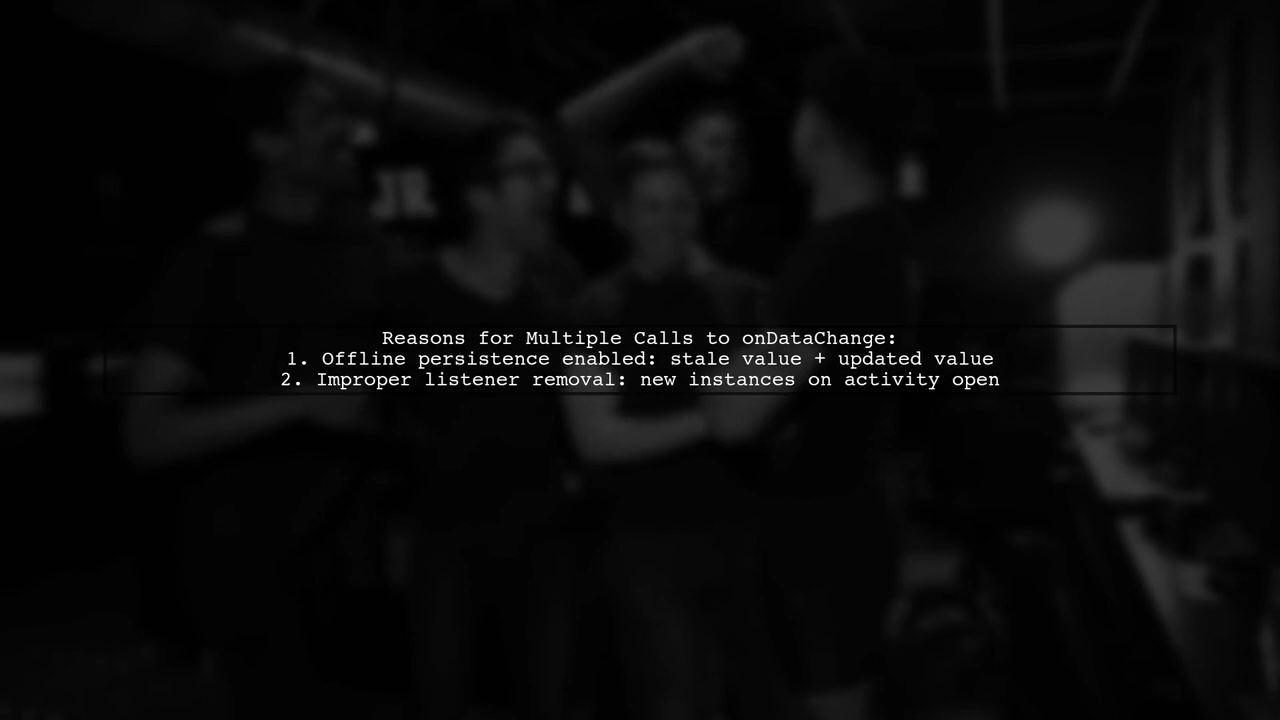 Reasons for Multiple Calls to onDataChange:
1. Offline persistence enabled: stale value + updated value
2. Improper listener removal: new instances on activity open